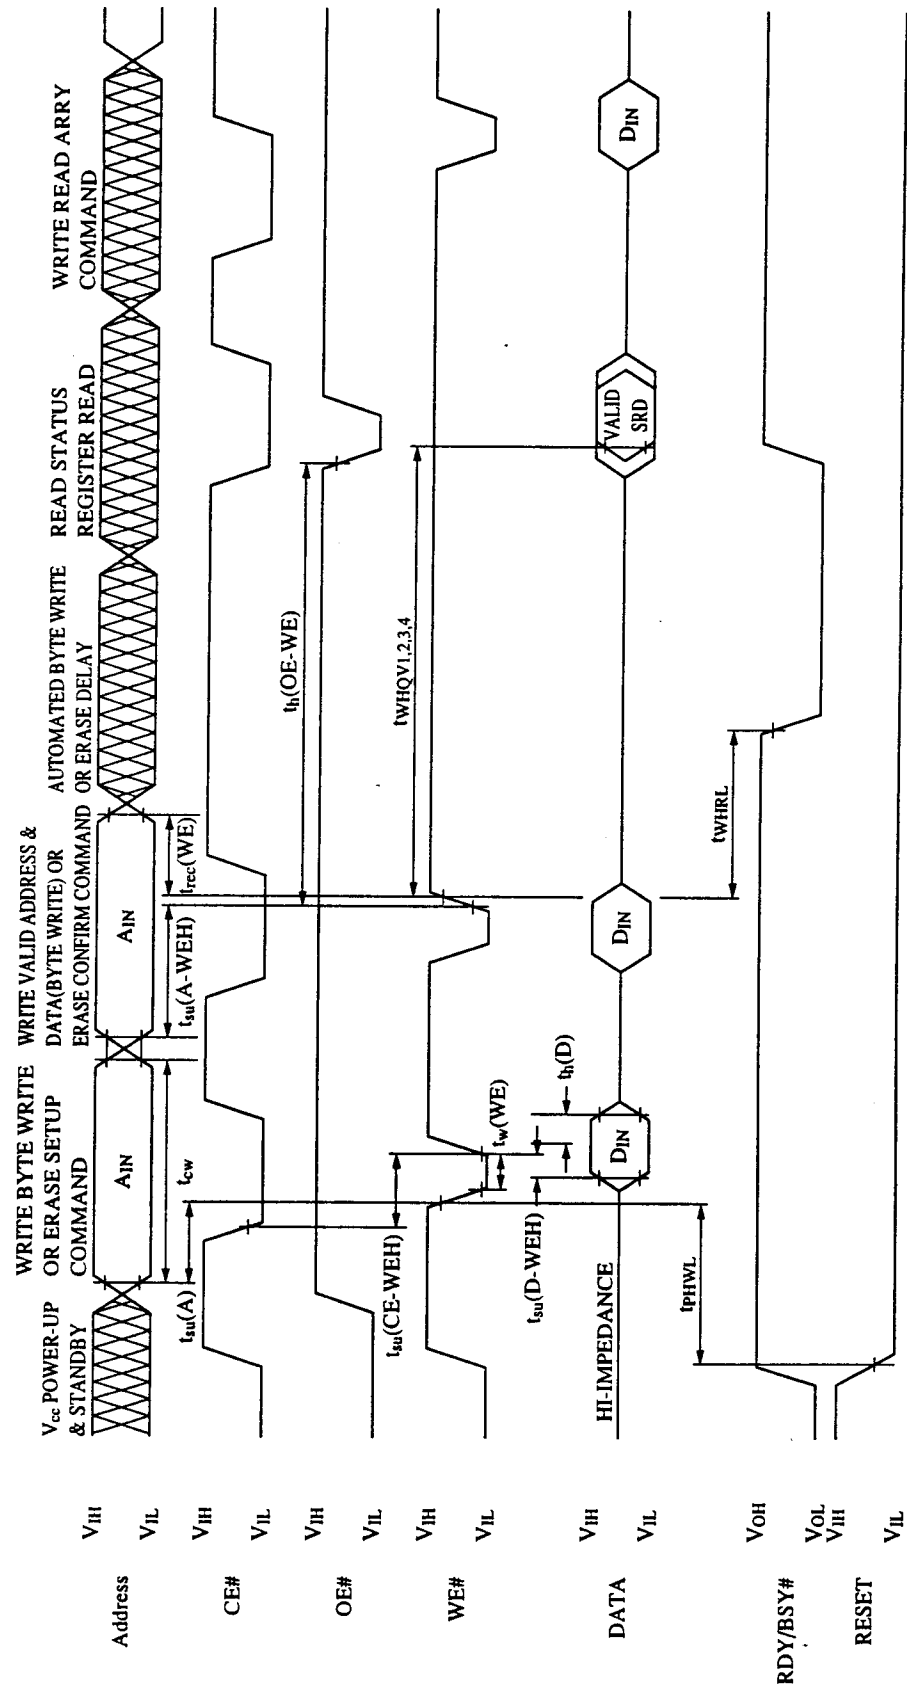 Vcc POWER-UP
& STANDBY
WRITE BYTE WRITE
OR ERASE SETUP
COMMAND
WRITE VALID ADDRESS &
DATA(BYTE WRITE) OR
ERASE CONFIRM COMMAND
AUTOMATED BYTE WRITE
OR ERASE DELAY
READ STATUS
REGISTER READ
WRITE READ ARRY
COMMAND
Address
VIH
VIL
AIN
AIN
tsu(A)
tcw
tsu(A-WEH)
trec(WE)
CE#
VIH
VIL
OE#
VIH
VIL
th(OE-WE)
tsu(CE-WEH)
WE#
VIH
VIL
tWHQV1,2,3,4
tw(WE)
tsu(D-WEH)
th(D)
DATA
VIH
VIL
HI-IMPEDANCE
DIN
DIN
VALID
SRD
DIN
tPHWL
tWHRL
RDY/BSY#
VOH
VOL
RESET
VIH
VIL